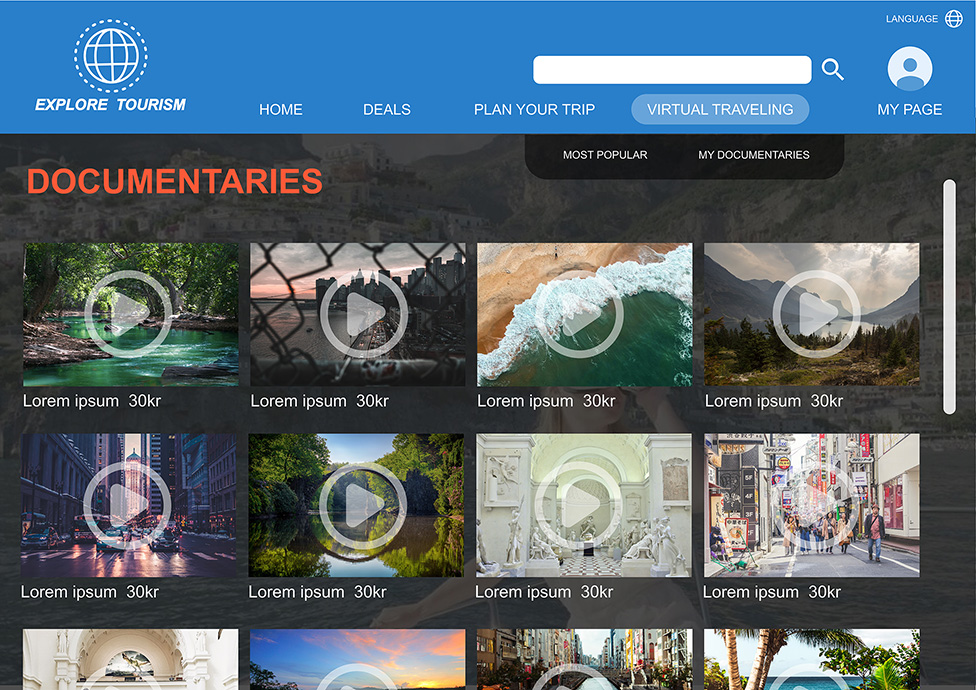 LANGUAGE
EXPLORE TOURISM
HOME
DEALS
PLAN YOUR TRIP
VIRTUAL TRAVELING
MY PAGE
MOST POPULAR
MY DOCUMENTARIES
DOCUMENTARIES
Lorem ipsum 30kr
Lorem ipsum 30kr
Lorem ipsum 30kr
Lorem ipsum 30kr
Lorem ipsum 30kr
Lorem ipsum 30kr
Lorem ipsum 30kr
Lorem ipsum 30kr